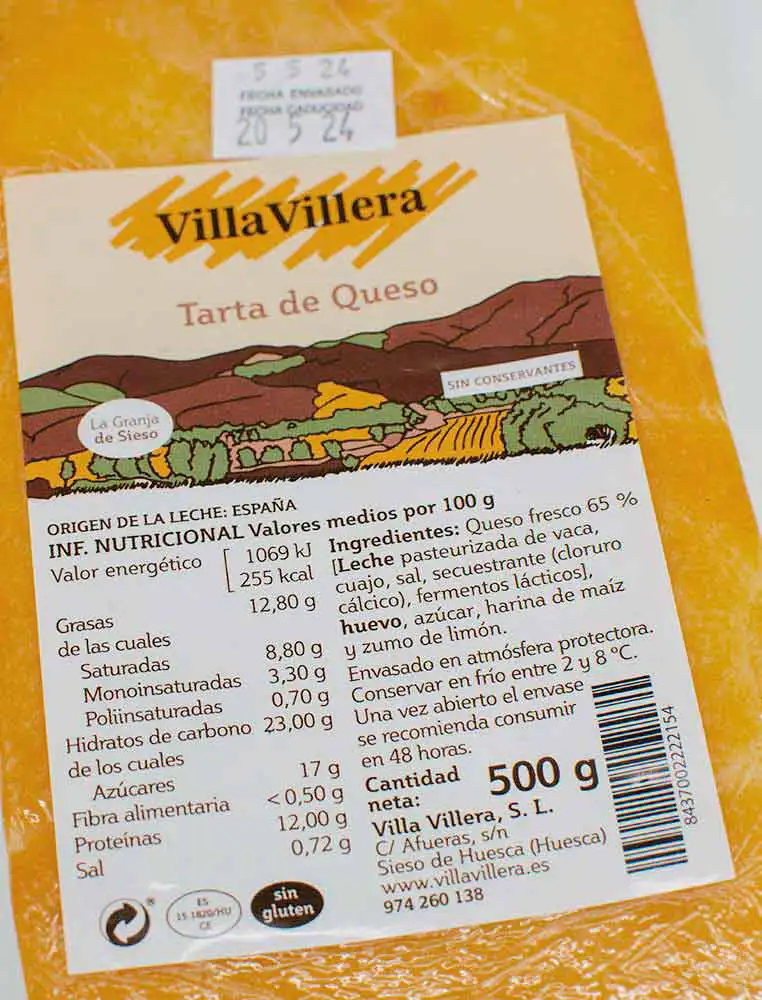 5 5 24
FECHA ENVASADO
FECHA CADUCIDAD
20 5 24
VillaVillera
Tarta de Queso
SIN CONSERVANTES
La Granja
de Sieso
ORIGEN DE LA LECHE: ESPAÑA
INF. NUTRICIONAL Valores medios por 100 g
Valor energético 1069 kJ
255 kcal
Grasas 12,80 g
de las cuales
Saturadas 8,80 g
Monoinsaturadas 3,30 g
Poliinsaturadas 0,70 g
Hidratos de carbono 23,00 g
de los cuales
Azúcares 17 g
Fibra alimentaria <0,50 g
Proteínas 12,00 g
Sal 0,72 g
Ingredientes: Queso fresco 65 %
[Leche pasteurizada de vaca,
cuajo, sal, secuestrante (cloruro
cálcico), fermentos lácticos],
huevo, azúcar, harina de maíz
y zumo de limón.
Envasado en atmósfera protectora.
Conservar en frío entre 2 y 8 ºC.
Una vez abierto el envase
se recomienda consumir
en 48 horas.
Cantidad
neta: 500 g
Villa Villera, S. L.
C/ Afueras, s/n
Sieso de Huesca (Huesca)
www.villavillera.es
974 260 138
8437002222154
®
ES
15.1820/HU
CE
sin
gluten